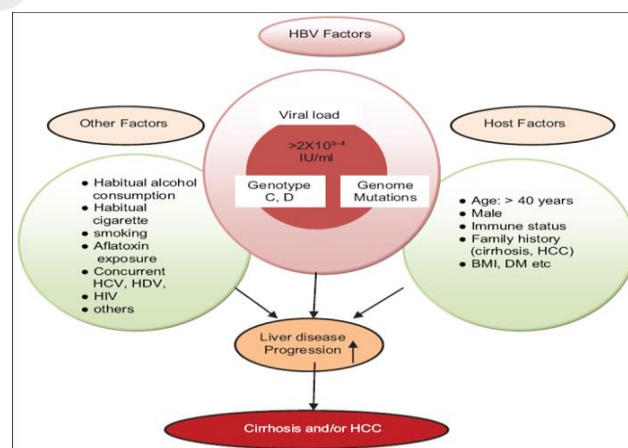 HBV Factors
Viral load
>2X10³⁻⁴
IU/ml
Genotype
C, D
Genome
Mutations
Other Factors
● Habitual alcohol
consumption
● Habitual
cigarette
● smoking
● Aflatoxin
exposure
● Concurrent
HCV, HDV,
● HIV
● others
Host Factors
● Age: > 40 years
● Male
● Immune status
● Family history
(cirrhosis, HCC)
● BMI, DM etc
Liver disease
Progression
Cirrhosis and/or HCC